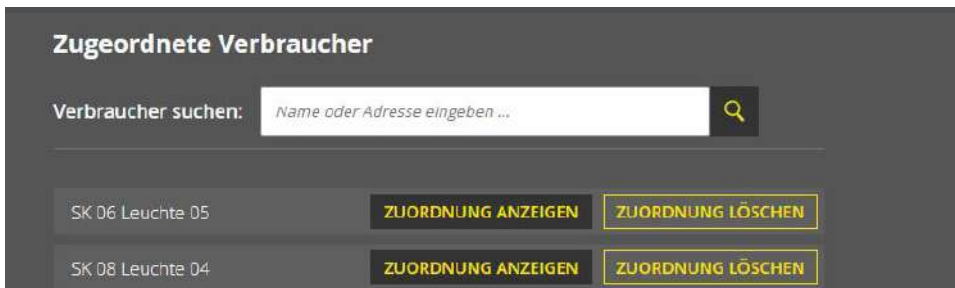 Zugeordnete Verbraucher
Verbraucher suchen: Name oder Adresse eingeben ...
SK 06 Leuchte 05 ZUORDNUNG ANZEIGEN ZUORDNUNG LÖSCHEN
SK 08 Leuchte 04 ZUORDNUNG ANZEIGEN ZUORDNUNG LÖSCHEN